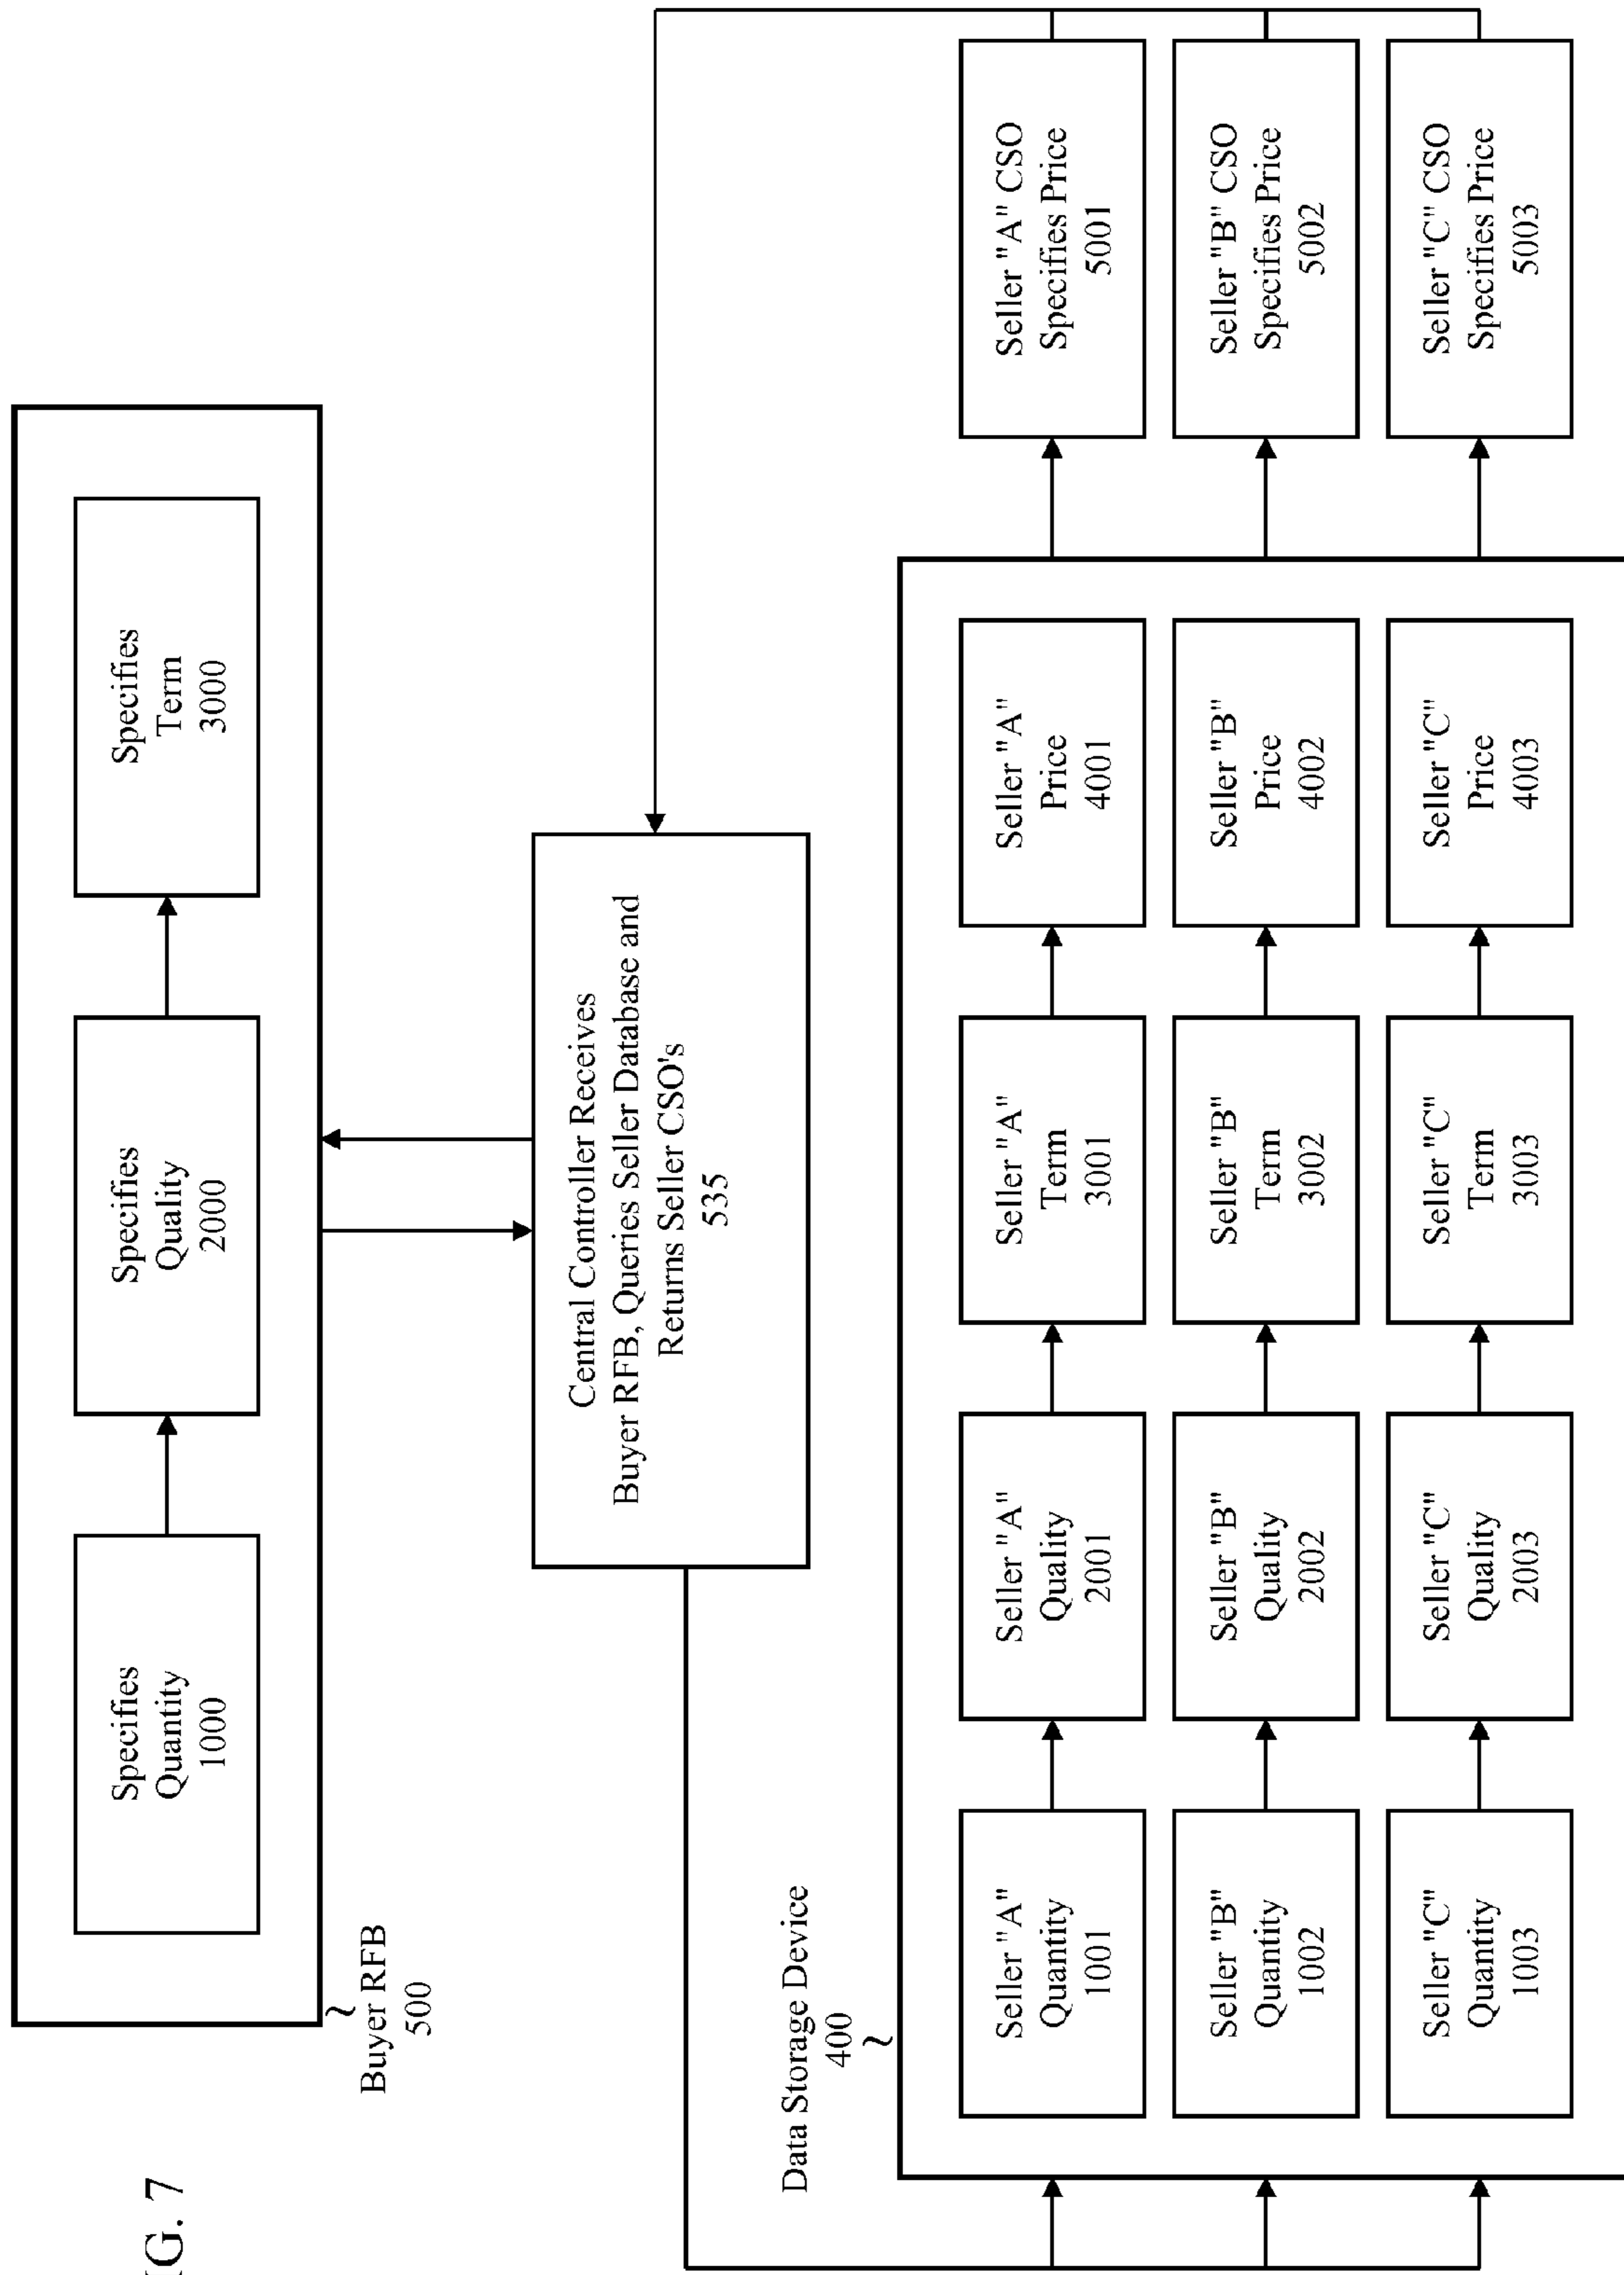 IG. 7
Specifies
Quantity
1000
Specifies
Quality
2000
Specifies
Term
3000
Buyer RFB
500
Central Controller Receives
Buyer RFB, Queries Seller Database and
Returns Seller CSO's
535
Data Storage Device
400
Seller "A"
Quantity
1001
Seller "A"
Quality
2001
Seller "A"
Term
3001
Seller "A"
Price
4001
Seller "A" CSO
Specifies Price
5001
Seller "B"
Quantity
1002
Seller "B"
Quality
2002
Seller "B"
Term
3002
Seller "B"
Price
4002
Seller "B" CSO
Specifies Price
5002
Seller "C"
Quantity
1003
Seller "C"
Quality
2003
Seller "C"
Term
3003
Seller "C"
Price
4003
Seller "C" CSO
Specifies Price
5003